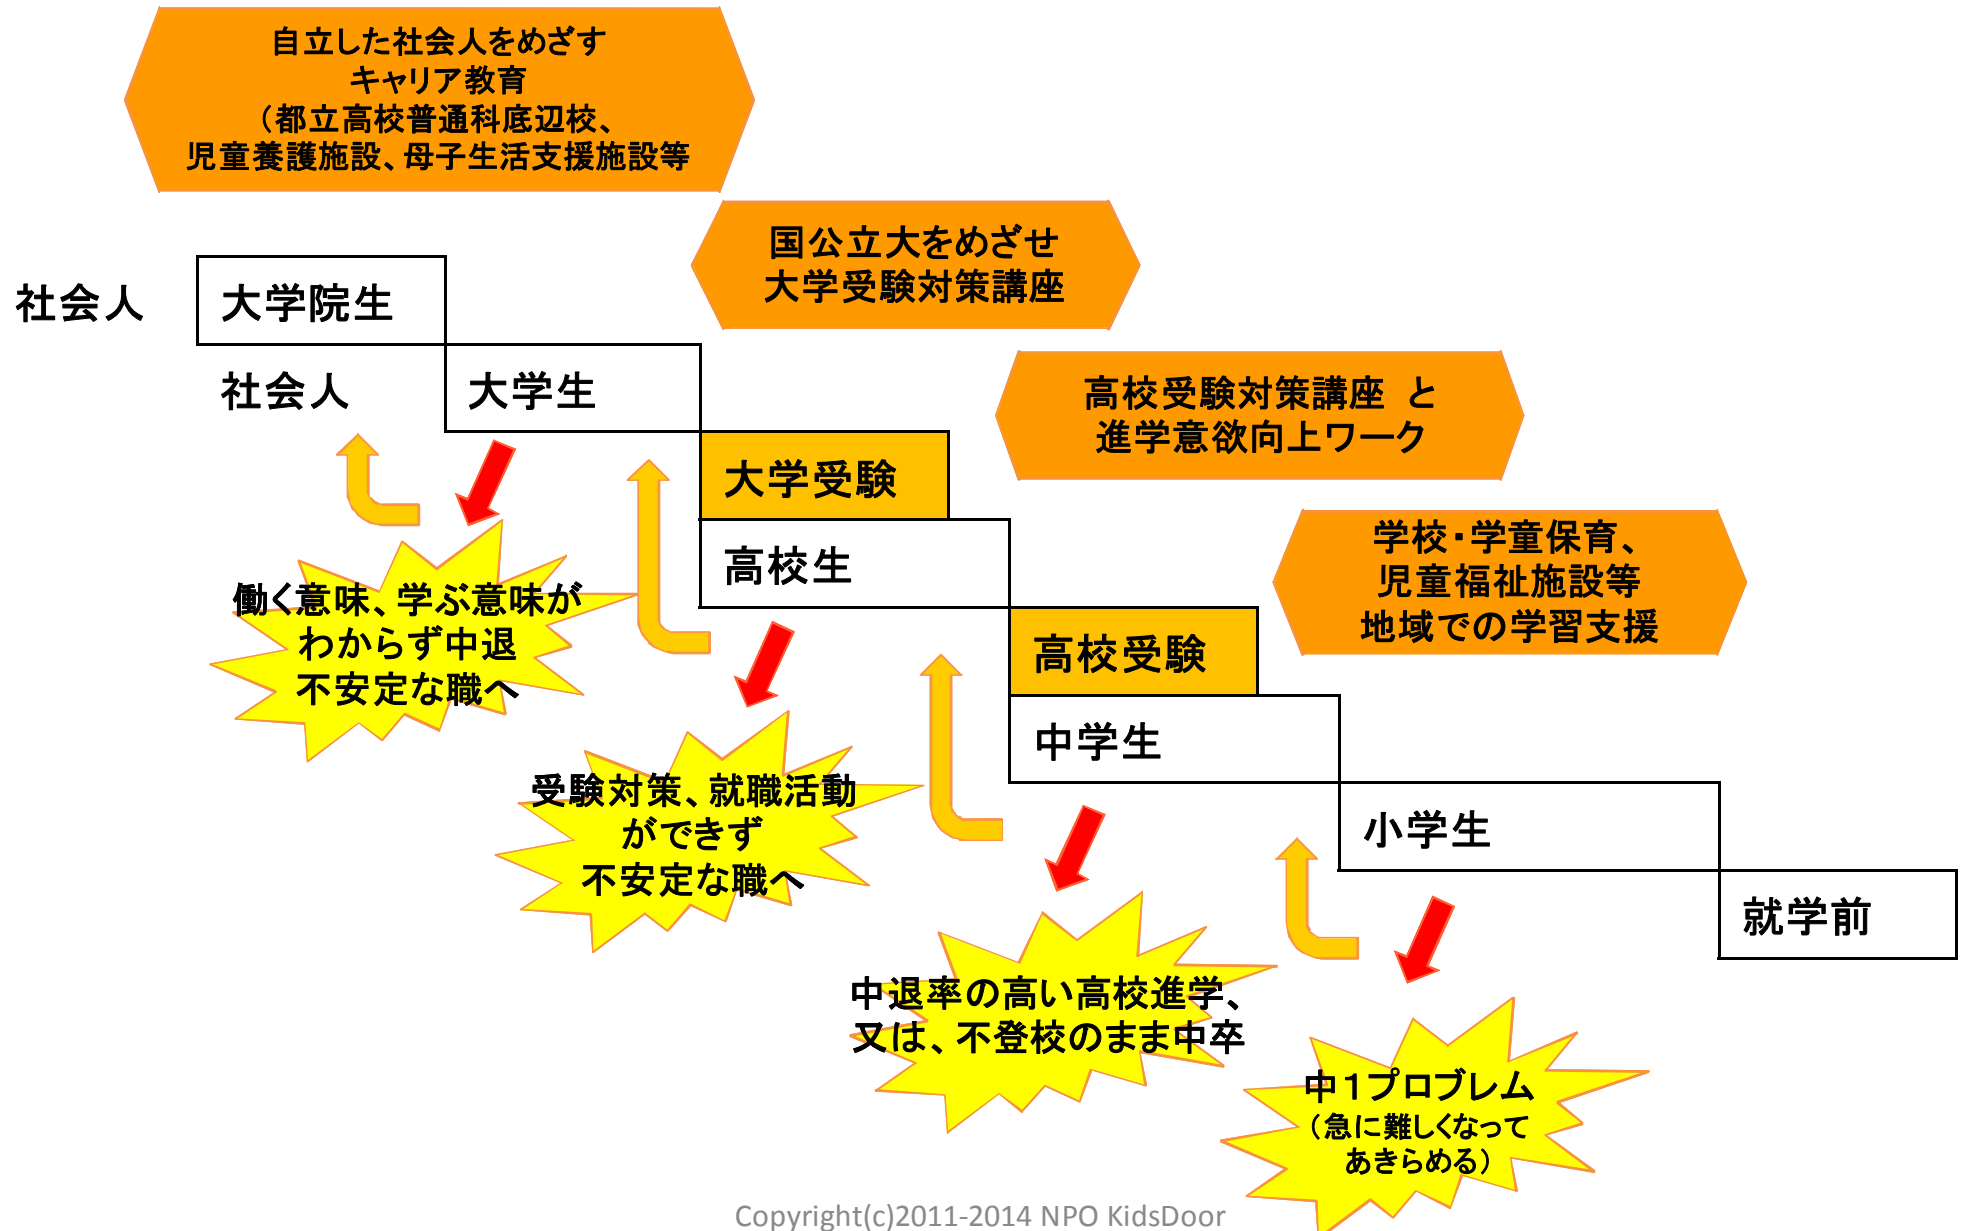 自立した社会人をめざす
キャリア教育
（都立高校普通科底辺校、
児童養護施設、母子生活支援施設等
国公立大をめざせ
大学受験対策講座
社会人
大学院生
社会人
大学生
高校受験対策講座 と
進学意欲向上ワーク
大学受験
高校生
学校・学童保育、
児童福祉施設等
地域での学習支援
働く意味、学ぶ意味が
わからず中退
不安定な職へ
高校受験
中学生
受験対策、就職活動
ができず
不安定な職へ
小学生
就学前
中退率の高い高校進学、
又は、不登校のまま中卒
中１プロブレム
（急に難しくなって
あきらめる）
Copyright(c)2011-2014 NPO KidsDoor